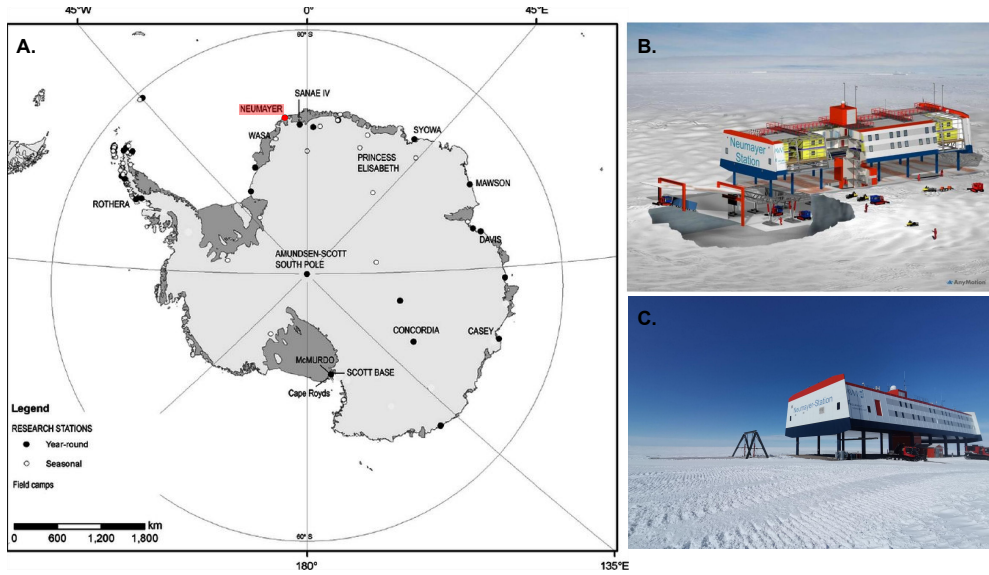 45°W
0°
45°E
A.
60° S
SANAE IV
NEUMAYER
WASA
SYOWA
PRINCESS
ELISABETH
MAWSON
ROTHERA
DAVIS
AMUNDSEN-SCOTT
SOUTH POLE
CONCORDIA
CASEY
McMURDO
SCOTT BASE
Cape Royds
Legend
RESEARCH STATIONS
Year-round
Seasonal
Field camps
km
0 600 1,200 1,800
60° S
180°
135°E
B.
Neumayer
Station
AnyMotion
C.
Neumayer-Station